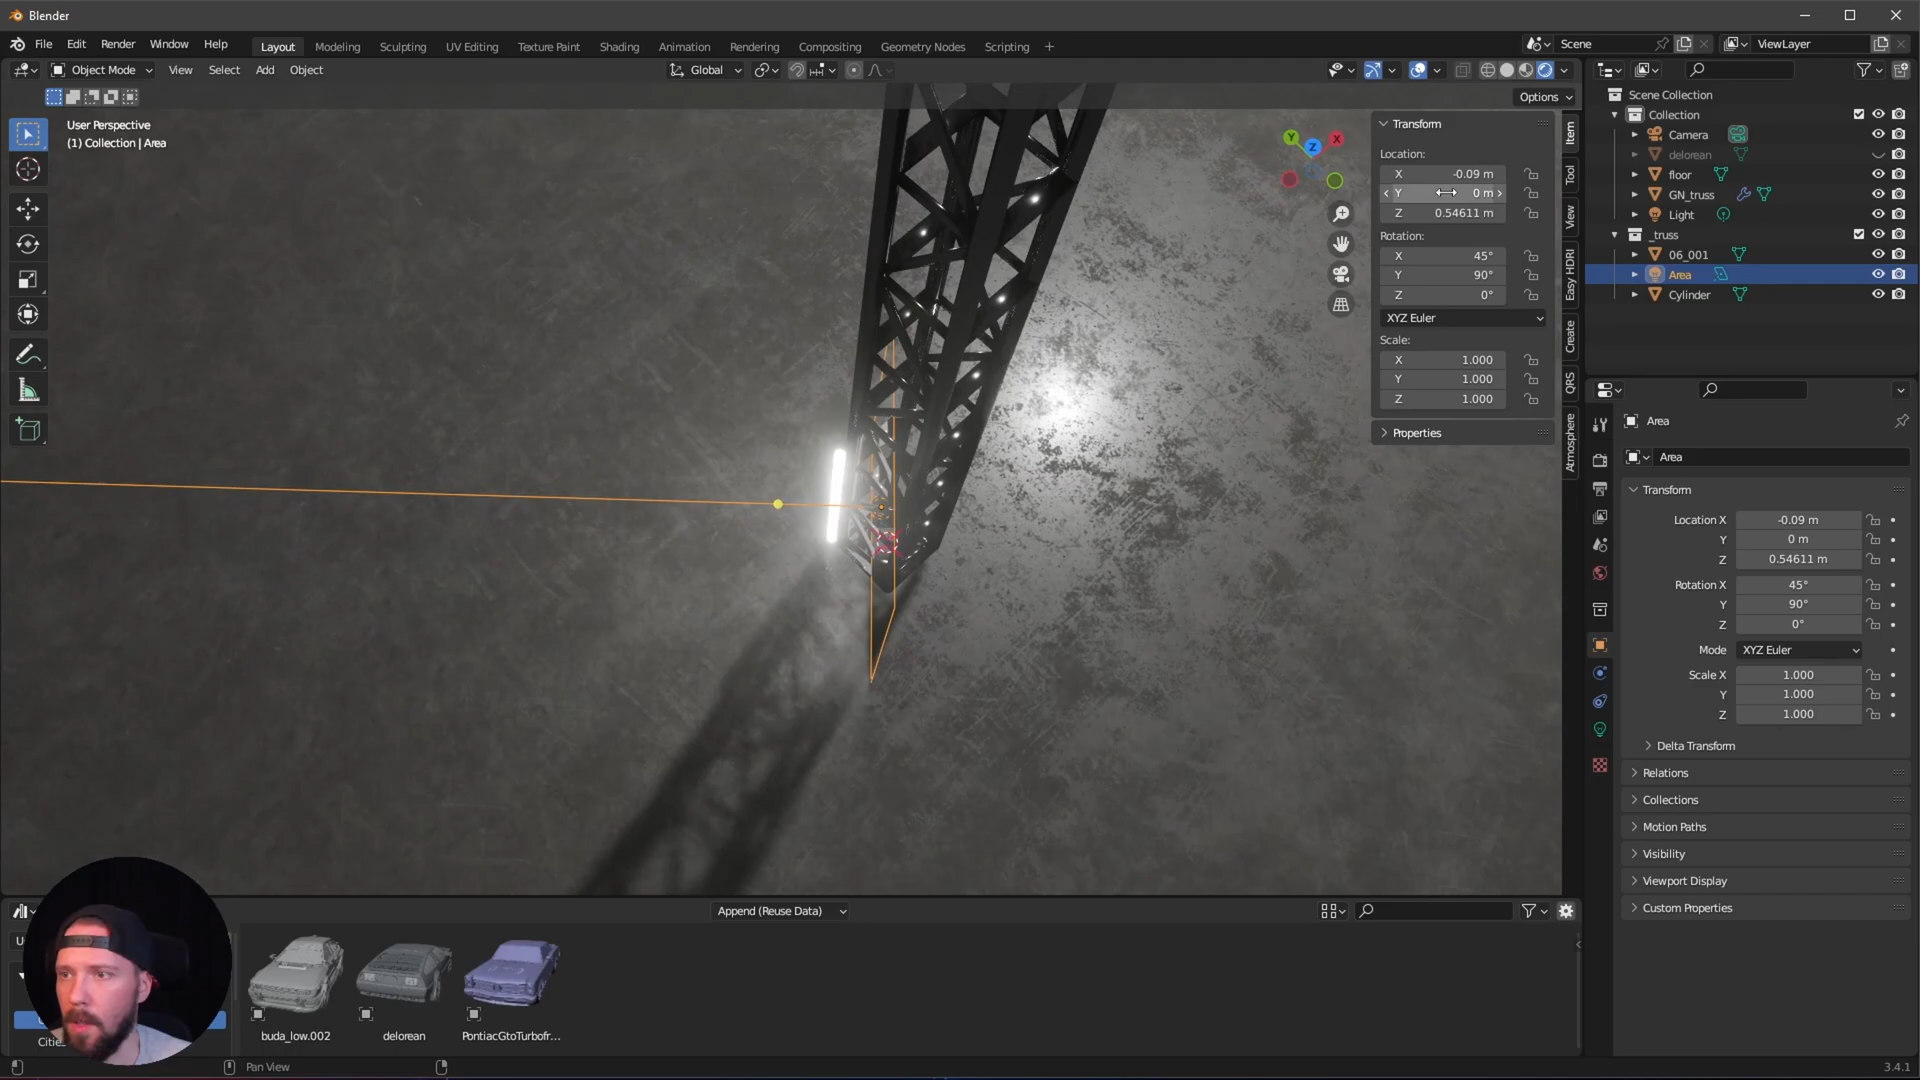 Blender
File Edit Render Window Help
Layout Modeling Sculpting UV Editing Texture Paint Shading Animation Rendering Compositing Geometry Nodes Scripting +
Scene
ViewLayer
Object Mode View Select Add Object
Global
Options
User Perspective
(1) Collection | Area
Y X Z
Transform
Location:
X -0.09 m
Y 0 m
Z 0.54611 m
Rotation:
X 45°
Y 90°
Z 0°
XYZ Euler
Scale:
X 1.000
Y 1.000
Z 1.000
Properties
Item
Tool
View
Easy HDRI
Create
QRS
Atmosphere
Scene Collection
Collection
Camera
delorean
floor
GN_truss
Light
_truss
06_001
Area
Cylinder
Area
Area
Transform
Location X -0.09 m
Y 0 m
Z 0.54611 m
Rotation X 45°
Y 90°
Z 0°
Mode XYZ Euler
Scale X 1.000
Y 1.000
Z 1.000
Delta Transform
Relations
Collections
Motion Paths
Visibility
Viewport Display
Custom Properties
Append (Reuse Data)
buda_low.002
delorean
PontiacGtoTurbofr...
Pan View
3.4.1